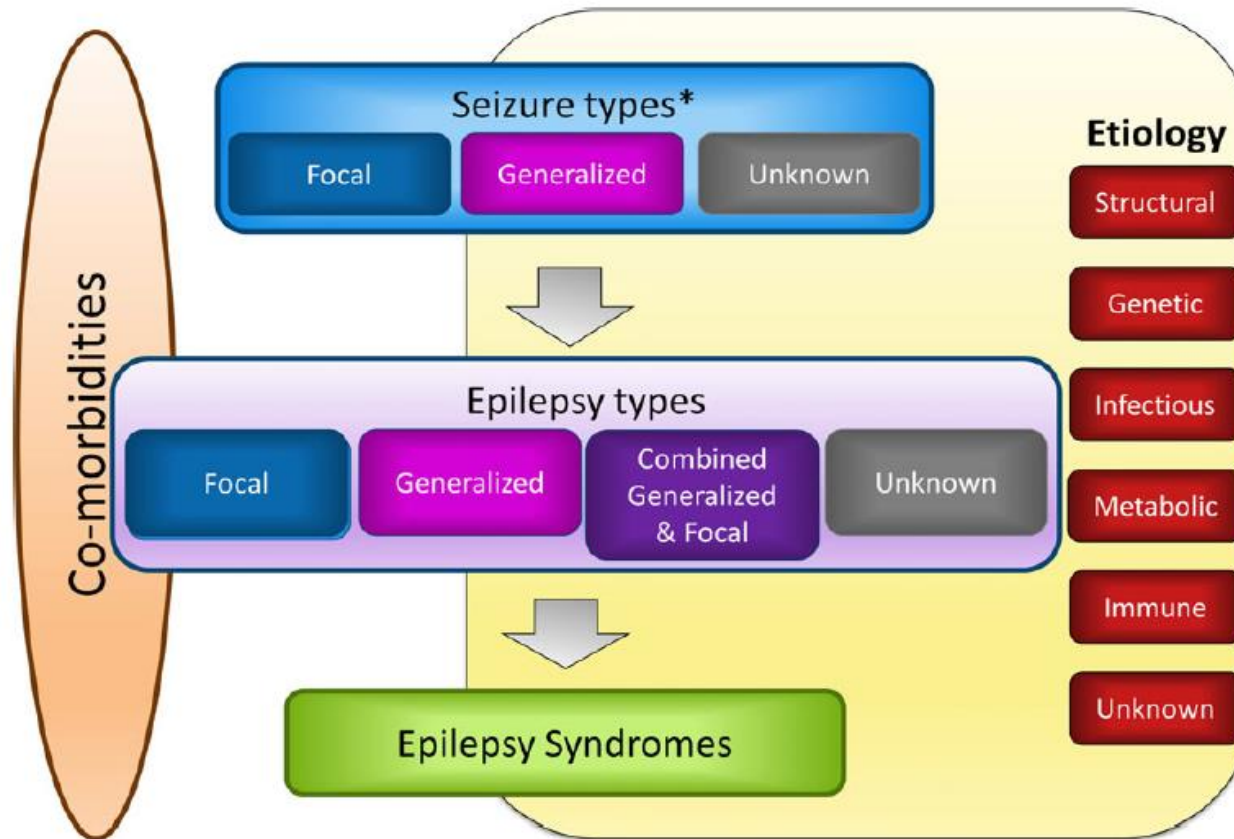 Co-morbidities
Seizure types*
Focal
Generalized
Unknown
Epilepsy types
Focal
Generalized
Combined
Generalized
& Focal
Unknown
Epilepsy Syndromes
Etiology
Structural
Genetic
Infectious
Metabolic
Immune
Unknown